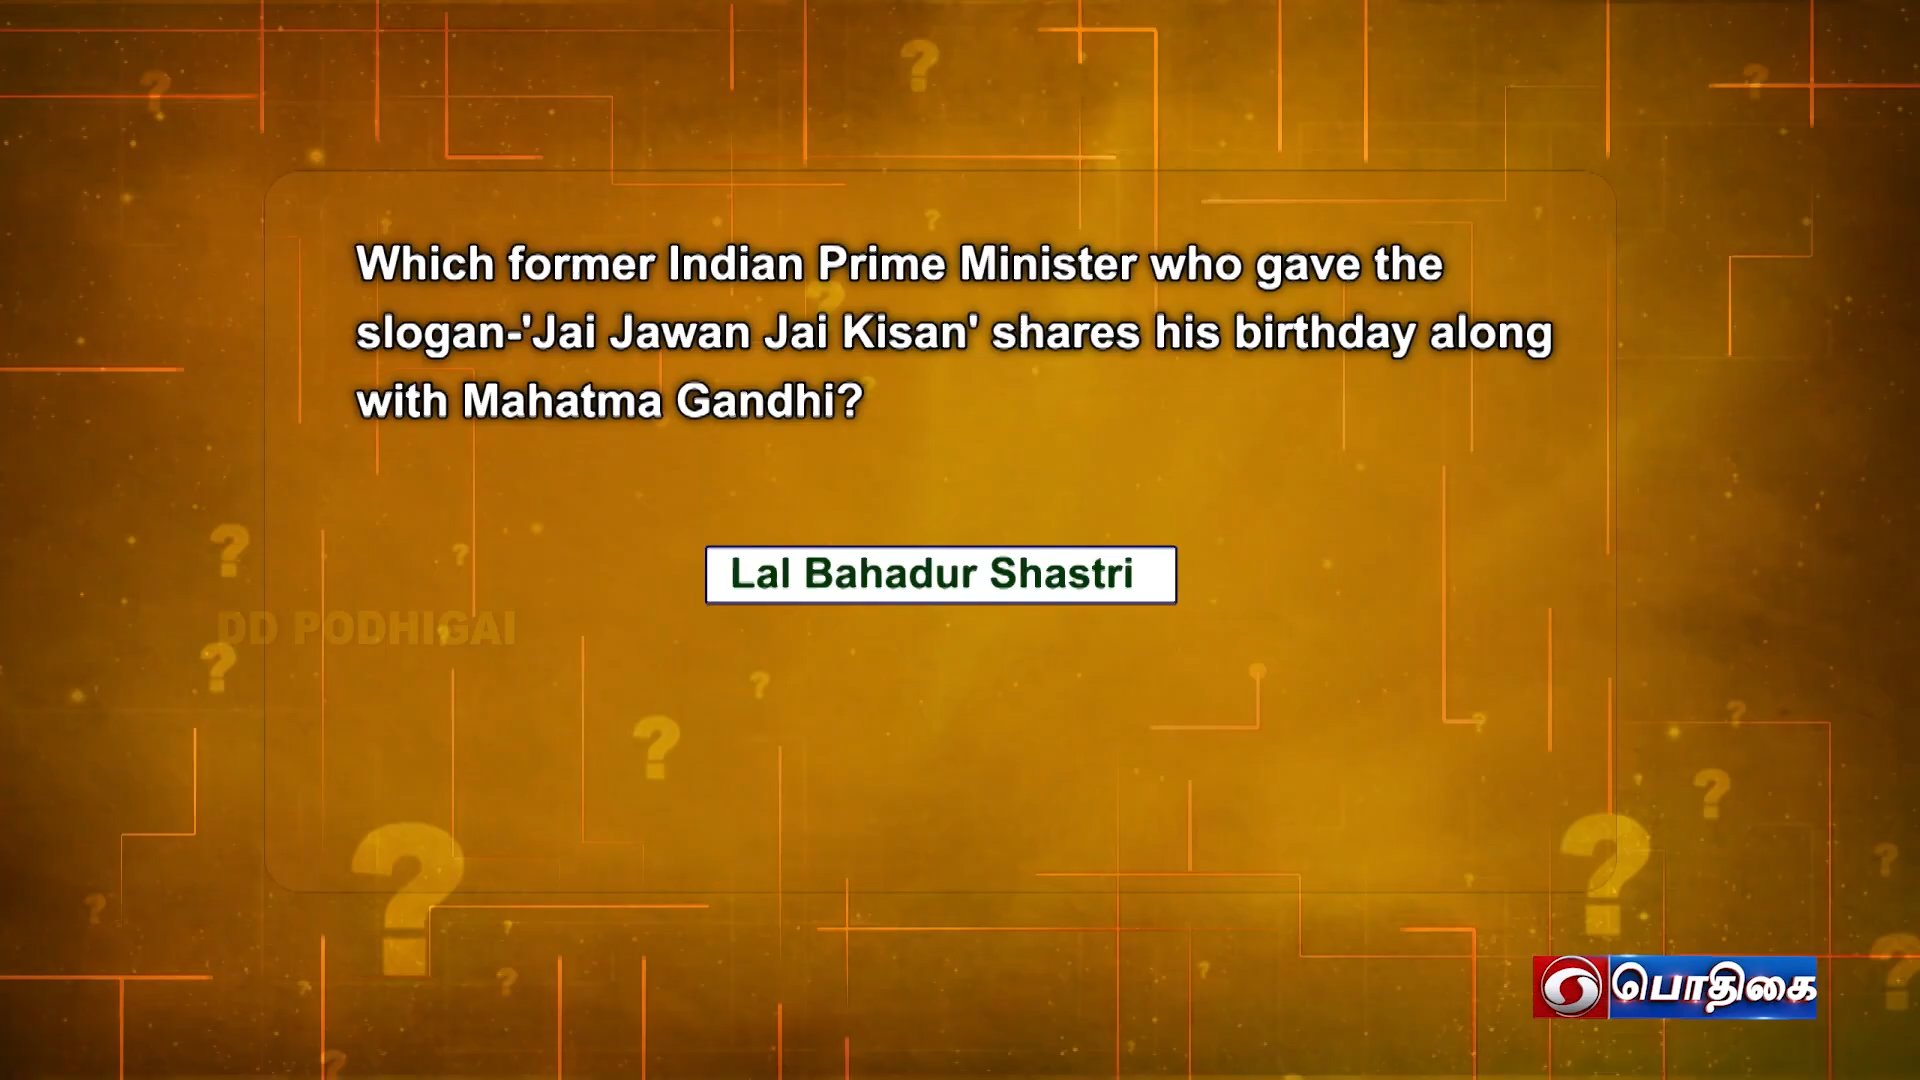 Which former Indian Prime Minister who gave the
slogan-'Jai Jawan Jai Kisan' shares his birthday along
with Mahatma Gandhi?
Lal Bahadur Shastri
DD PODHIGAI
பொதிகை